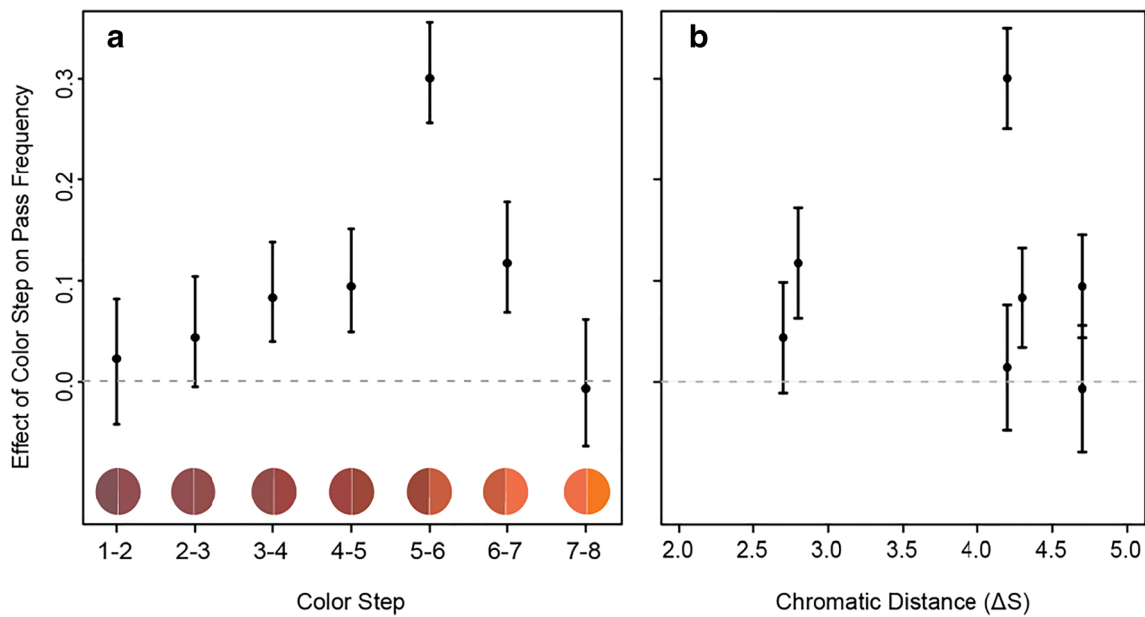 a
b
Effect of Color Step on Pass Frequency
0.3
0.2
0.1
0.0
1-2 2-3 3-4 4-5 5-6 6-7 7-8
2.0 2.5 3.0 3.5 4.0 4.5 5.0
Color Step
Chromatic Distance (ΔS)